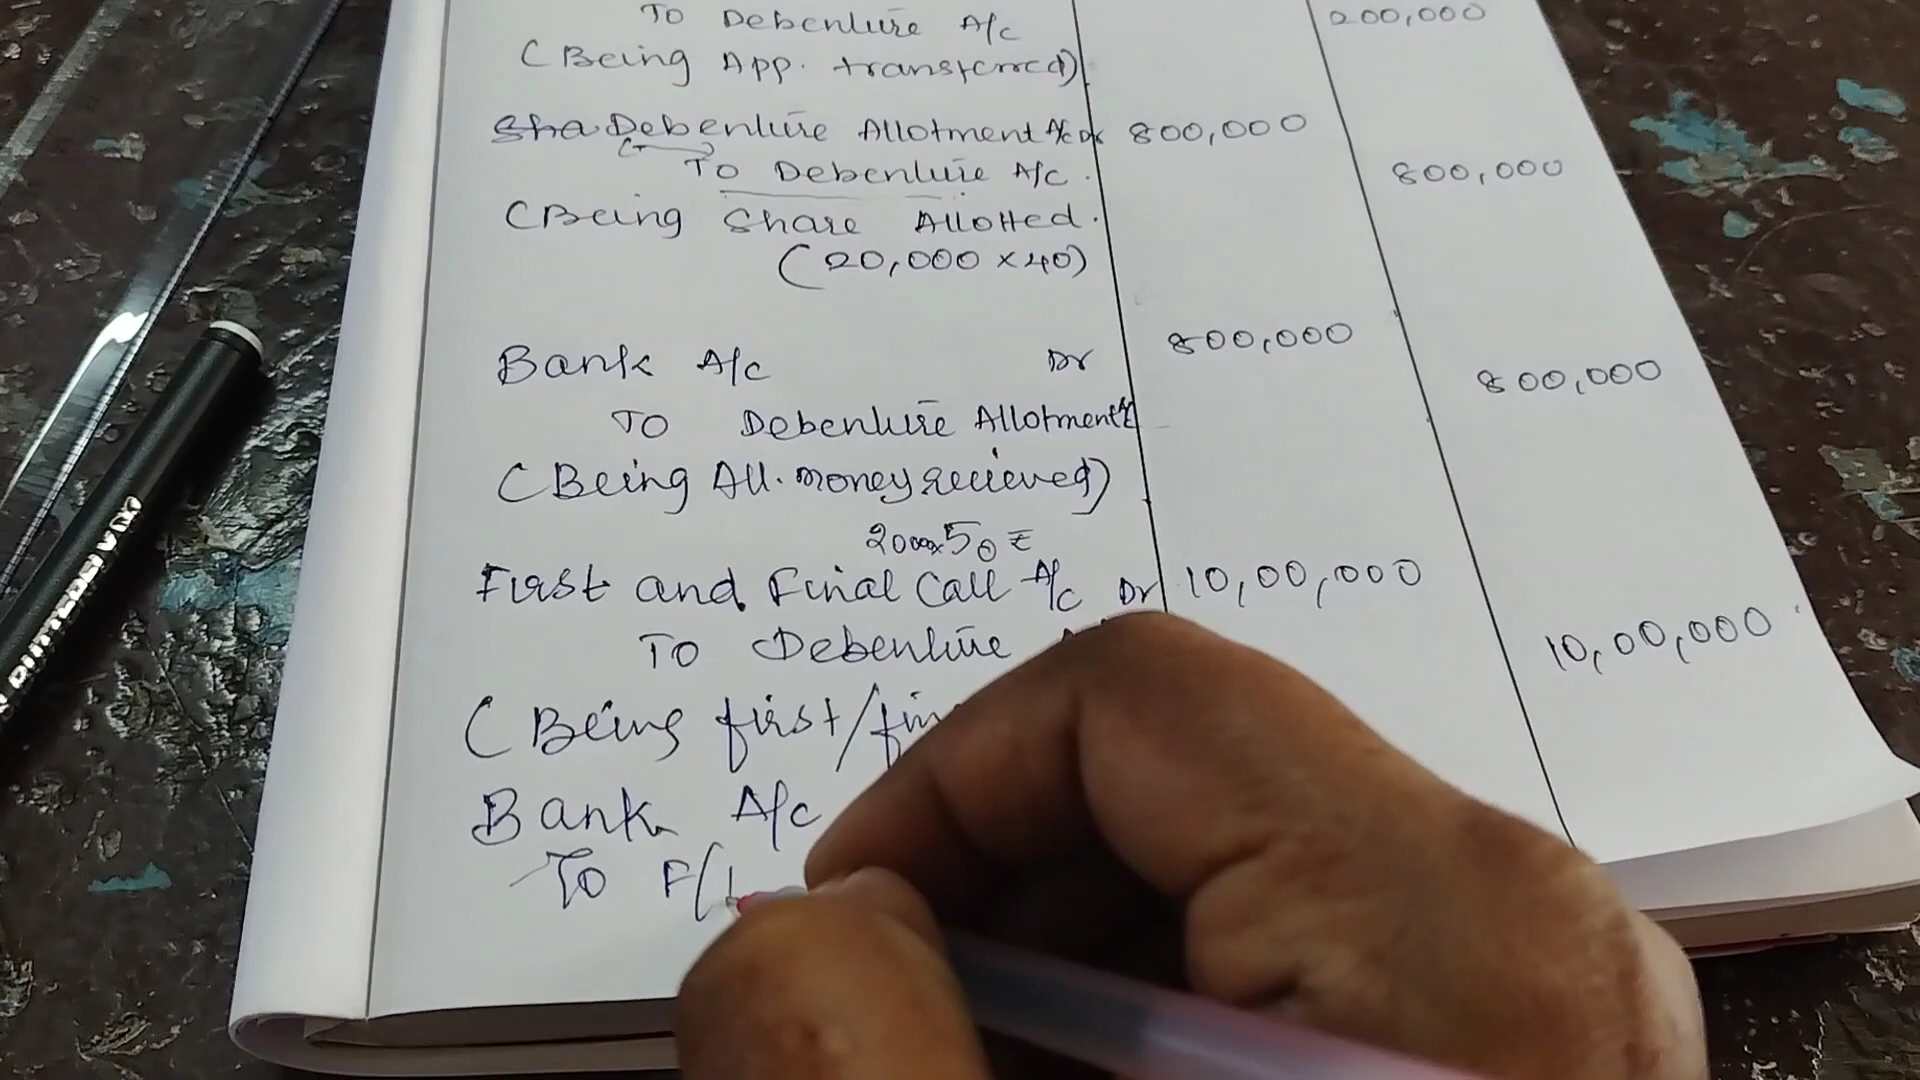 To Debenture A/c 200,000
(Being App. transferred)
Sha Debenture Allotment A/c Dr 800,000
To Debenture A/c. 800,000
(Being Share Allotted.
(20,000 x 40)
Bank A/c Dr 800,000
To Debenture Allotment A/c 800,000
(Being All. money recieved)
50 ₹
First and Final Call A/c Dr 10,00,000
To Debenture 10,00,000
(Being first/fin
Bank A/c
To F/